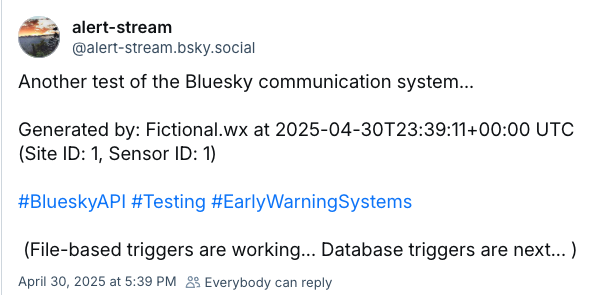 alert-stream
@alert-stream.bsky.social
Another test of the Bluesky communication system...
Generated by: Fictional.wx at 2025-04-30T23:39:11+00:00 UTC
(Site ID: 1, Sensor ID: 1)
#BlueskyAPI #Testing #EarlyWarningSystems
(File-based triggers are working... Database triggers are next... )
April 30, 2025 at 5:39 PM Everybody can reply